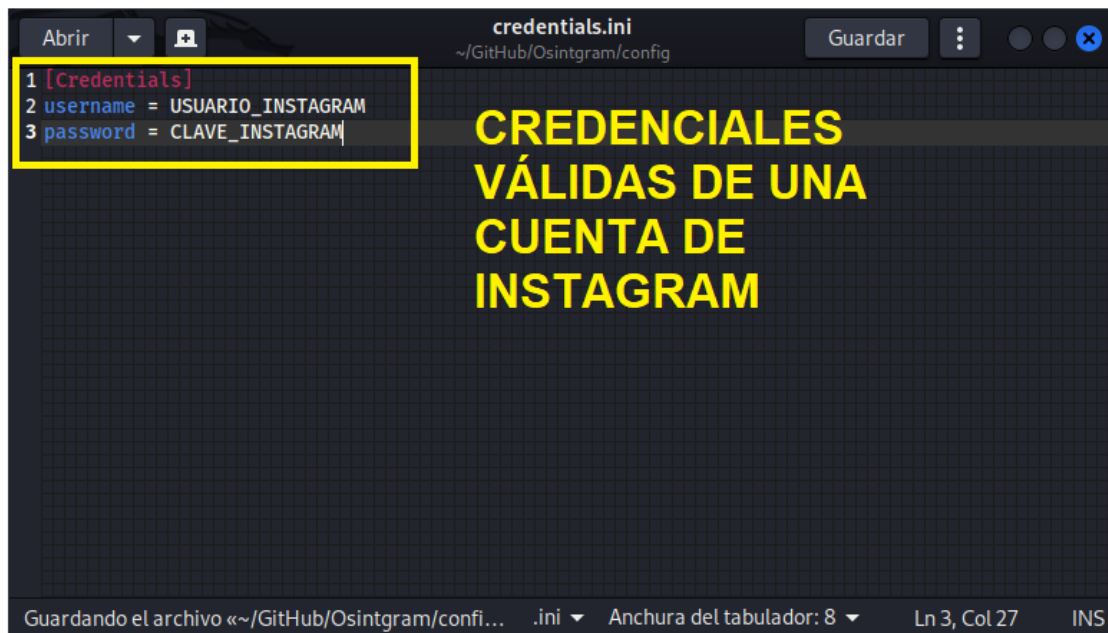 Abrir
credentials.ini
~/GitHub/Osintgram/config
Guardar
1 [Credentials]
2 username = USUARIO_INSTAGRAM
3 password = CLAVE_INSTAGRAM
CREDENCIALES
VÁLIDAS DE UNA
CUENTA DE
INSTAGRAM
Guardando el archivo «~/GitHub/Osintgram/confi... .ini Anchura del tabulador: 8 Ln 3, Col 27 INS